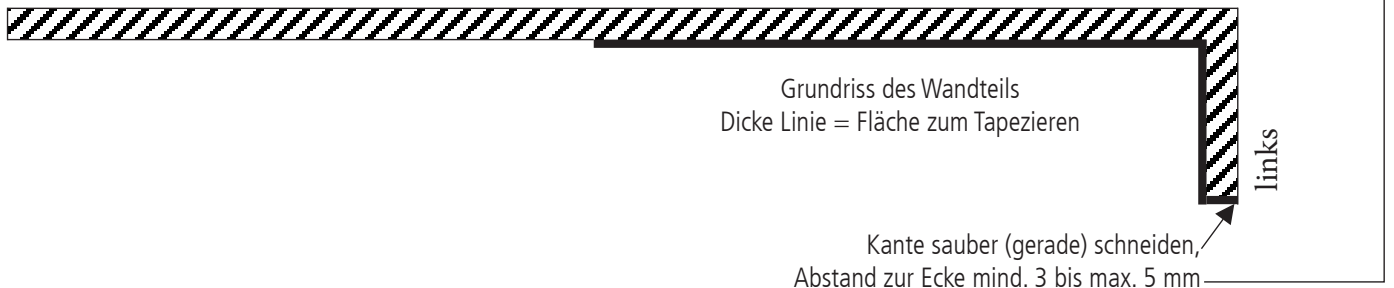 Grundriss des Wandteils
Dicke Linie = Fläche zum Tapezieren
links
Kante sauber (gerade) schneiden,
Abstand zur Ecke mind. 3 bis max. 5 mm